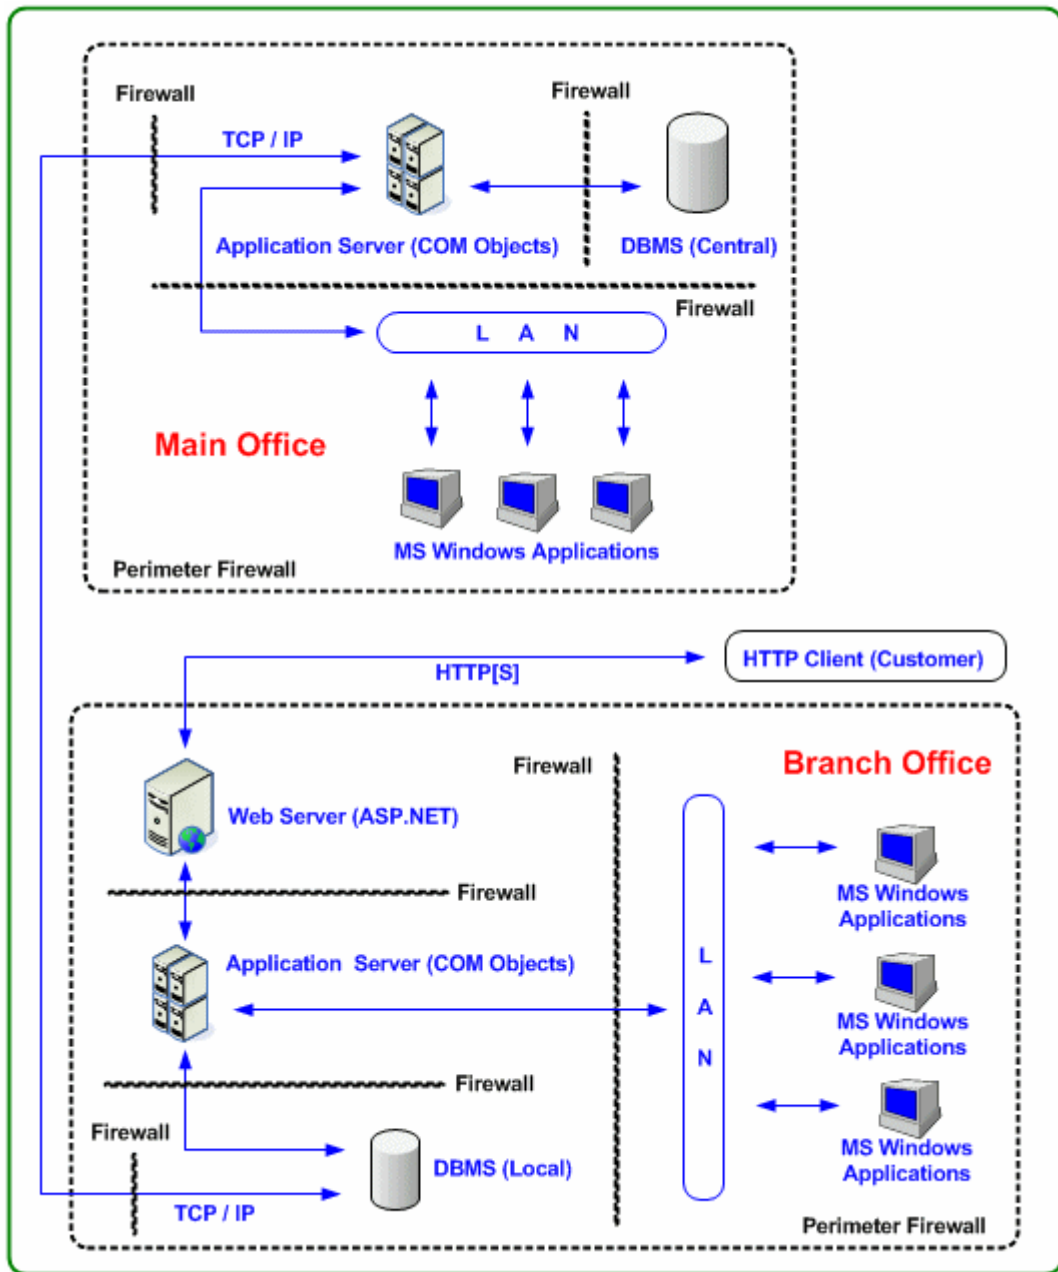 Firewall
Firewall
TCP / IP
Application Server (COM Objects)
DBMS (Central)
Firewall
L A N
Main Office
MS Windows Applications
Perimeter Firewall
HTTP Client (Customer)
HTTP[S]
Firewall
Branch Office
Web Server (ASP.NET)
Firewall
MS Windows
Applications
Application Server (COM Objects)
L
A
N
MS Windows
Applications
Firewall
Firewall
DBMS (Local)
MS Windows
Applications
TCP / IP
Perimeter Firewall